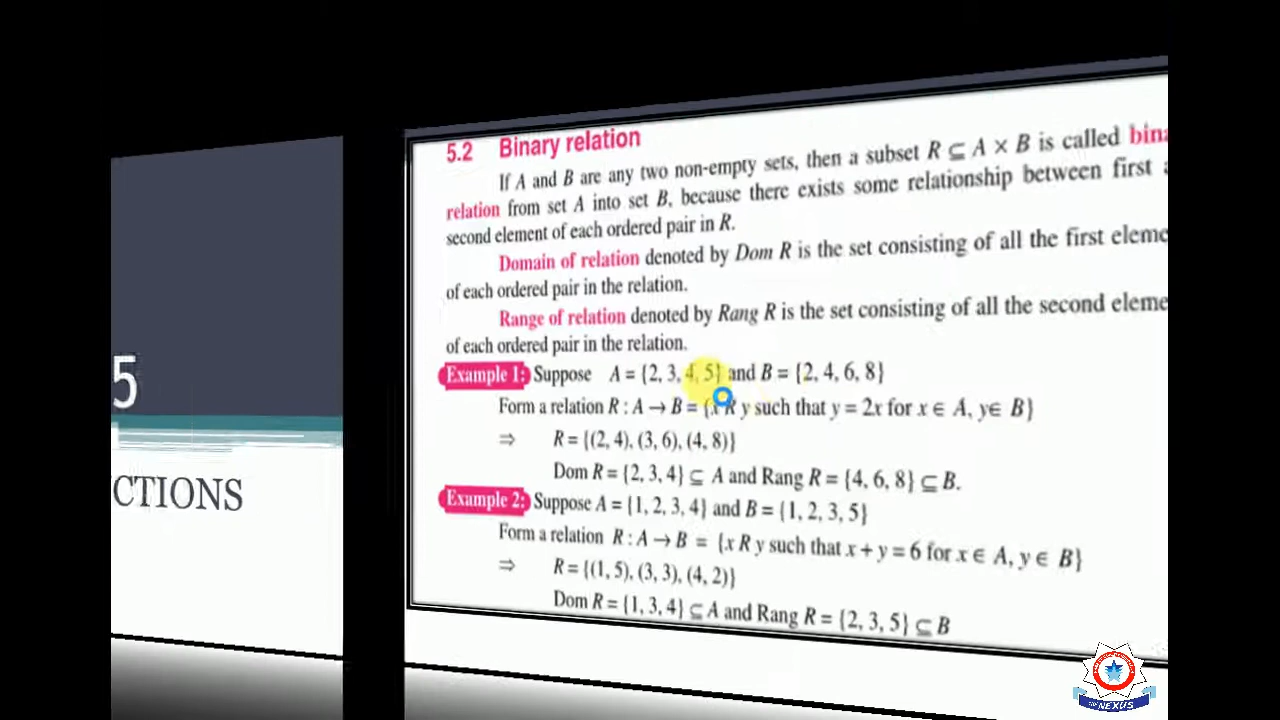 5
CTIONS
5.2 Binary relation
If A and B are any two non-empty sets, then a subset R ⊆ A × B is called bina
relation from set A into set B, because there exists some relationship between first a
second element of each ordered pair in R.
Domain of relation denoted by Dom R is the set consisting of all the first eleme
of each ordered pair in the relation.
Range of relation denoted by Rang R is the set consisting of all the second eleme
of each ordered pair in the relation.
Example 1: Suppose A = {2, 3, 4, 5} and B = {2, 4, 6, 8}
Form a relation R : A → B = {x R y such that y = 2x for x ∈ A, y∈ B}
⇒ R = {(2, 4), (3, 6), (4, 8)}
Dom R = {2, 3, 4} ⊆ A and Rang R = {4, 6, 8} ⊆ B.
Example 2: Suppose A = {1, 2, 3, 4} and B = {1, 2, 3, 5}
Form a relation R : A → B = {x R y such that x + y = 6 for x ∈ A, y ∈ B}
⇒ R = {(1, 5), (3, 3), (4, 2)}
Dom R = {1, 3, 4} ⊆ A and Rang R = {2, 3, 5} ⊆ B
NEXUS